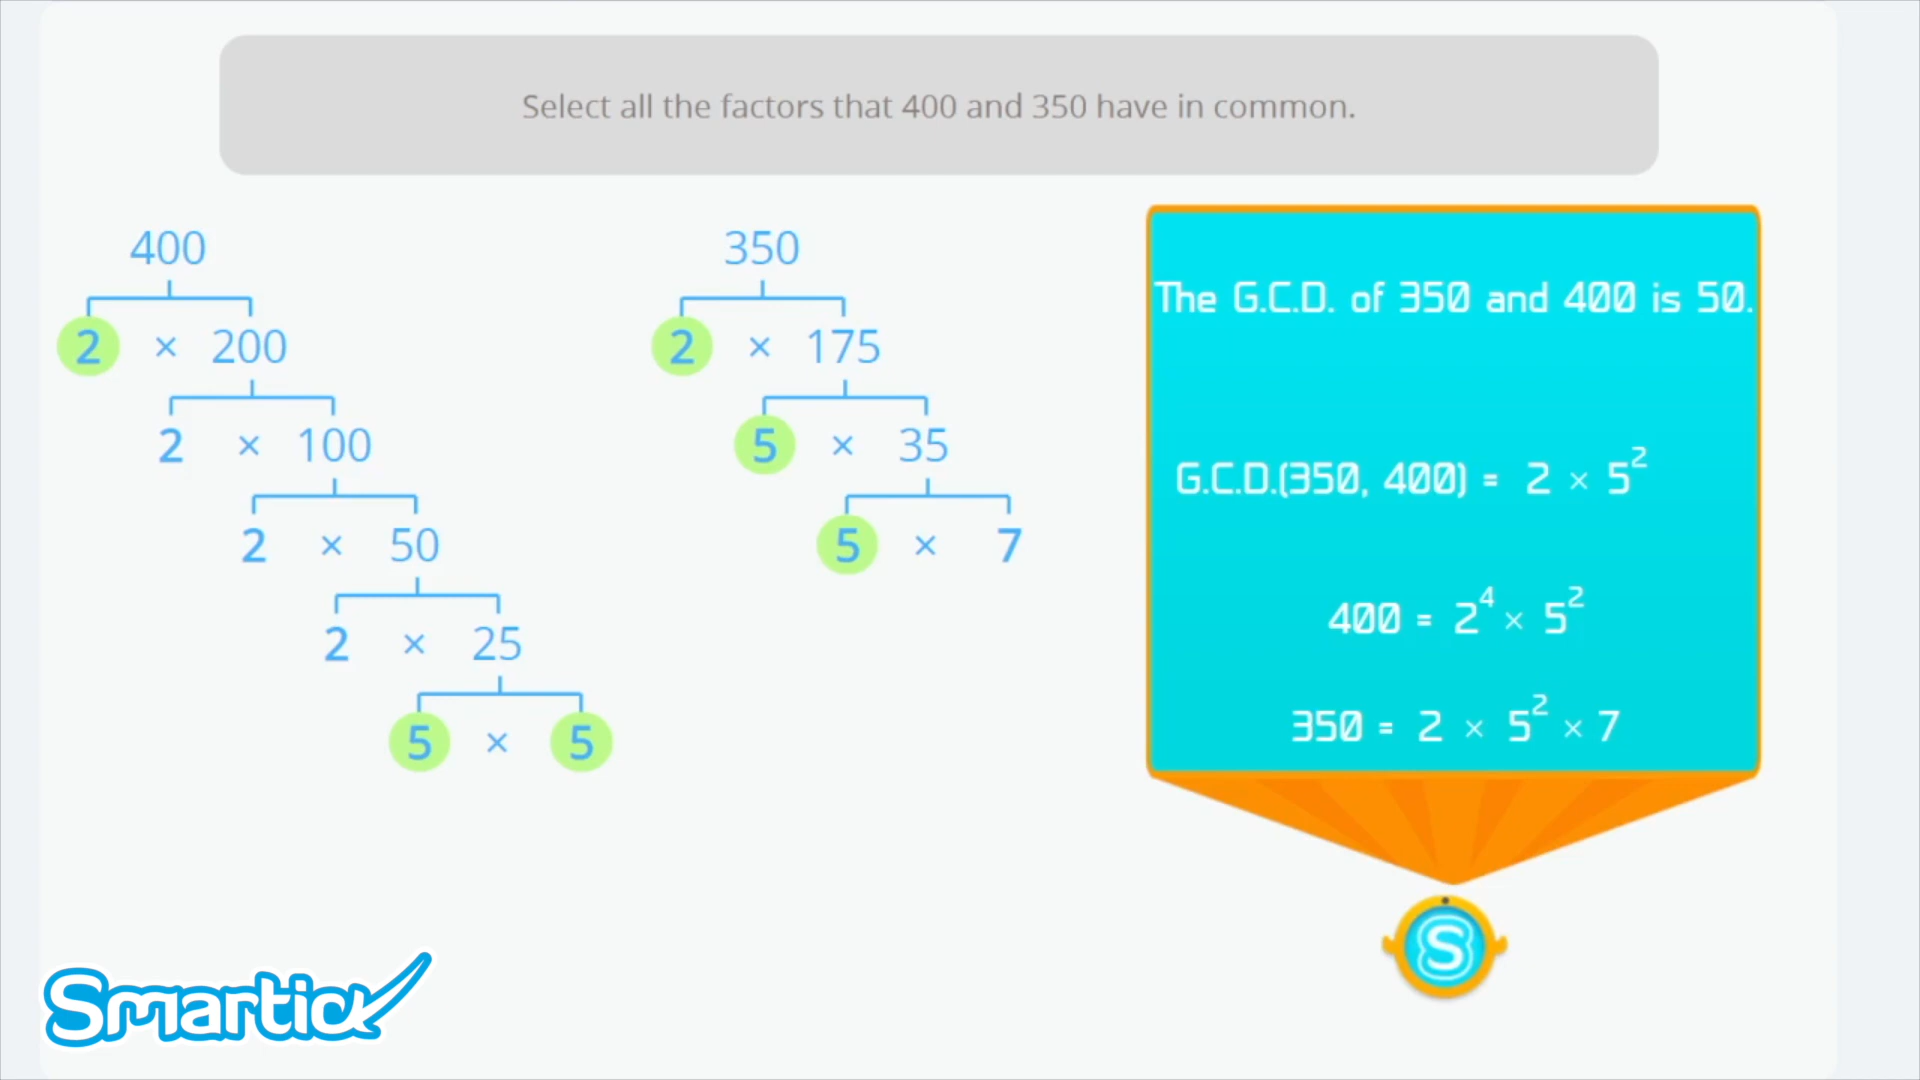 Select all the factors that 400 and 350 have in common.
400
2 × 200
2 × 100
2 × 50
2 × 25
5 × 5
350
2 × 175
5 × 35
5 × 7
The G.C.D. of 350 and 400 is 50.
G.C.D.(350, 400) = 2 × 5²
400 = 2⁴ × 5²
350 = 2 × 5² × 7
S
Smartick